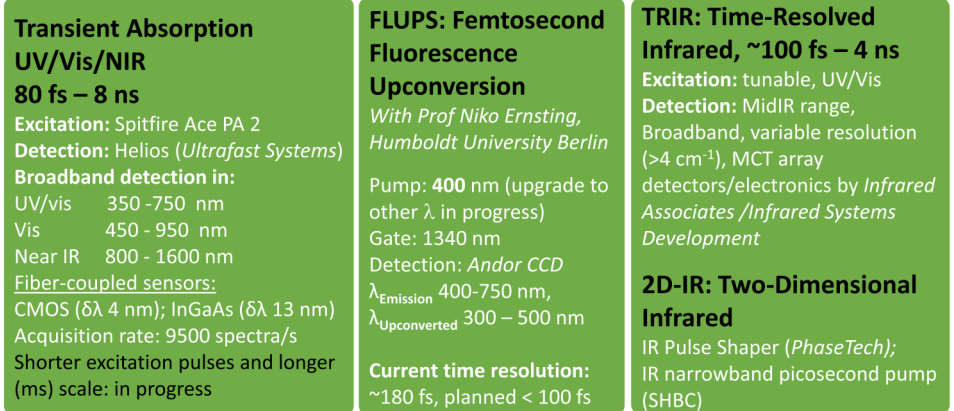 Transient Absorption
UV/Vis/NIR
80 fs – 8 ns
Excitation: Spitfire Ace PA 2
Detection: Helios (Ultrafast Systems)
Broadband detection in:
UV/vis 350 -750 nm
Vis 450 - 950 nm
Near IR 800 - 1600 nm
Fiber-coupled sensors:
CMOS (δλ 4 nm); InGaAs (δλ 13 nm)
Acquisition rate: 9500 spectra/s
Shorter excitation pulses and longer
(ms) scale: in progress
FLUPS: Femtosecond
Fluorescence
Upconversion
With Prof Niko Ernsting,
Humboldt University Berlin
Pump: 400 nm (upgrade to
other λ in progress)
Gate: 1340 nm
Detection: Andor CCD
λEmission 400-750 nm,
λUpconverted 300 – 500 nm
Current time resolution:
~180 fs, planned < 100 fs
TRIR: Time-Resolved
Infrared, ~100 fs – 4 ns
Excitation: tunable, UV/Vis
Detection: MidIR range,
Broadband, variable resolution
(>4 cm-1), MCT array
detectors/electronics by Infrared
Associates /Infrared Systems
Development
2D-IR: Two-Dimensional
Infrared
IR Pulse Shaper (PhaseTech);
IR narrowband picosecond pump
(SHBC)